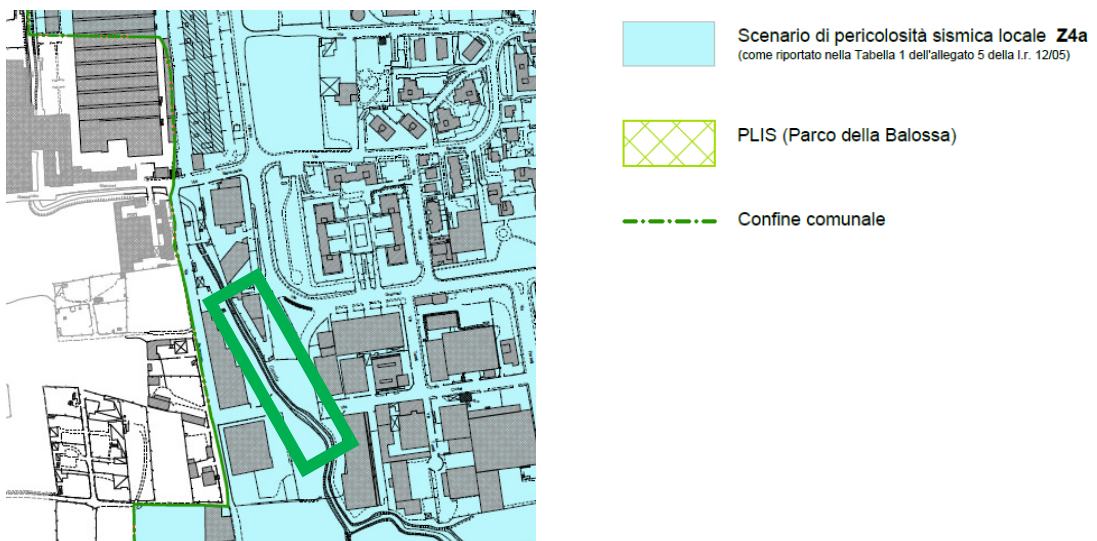 Scenario di pericolosità sismica locale Z4a
(come riportato nella Tabella 1 dell'allegato 5 della l.r. 12/05)
PLIS (Parco della Balossa)
Confine comunale